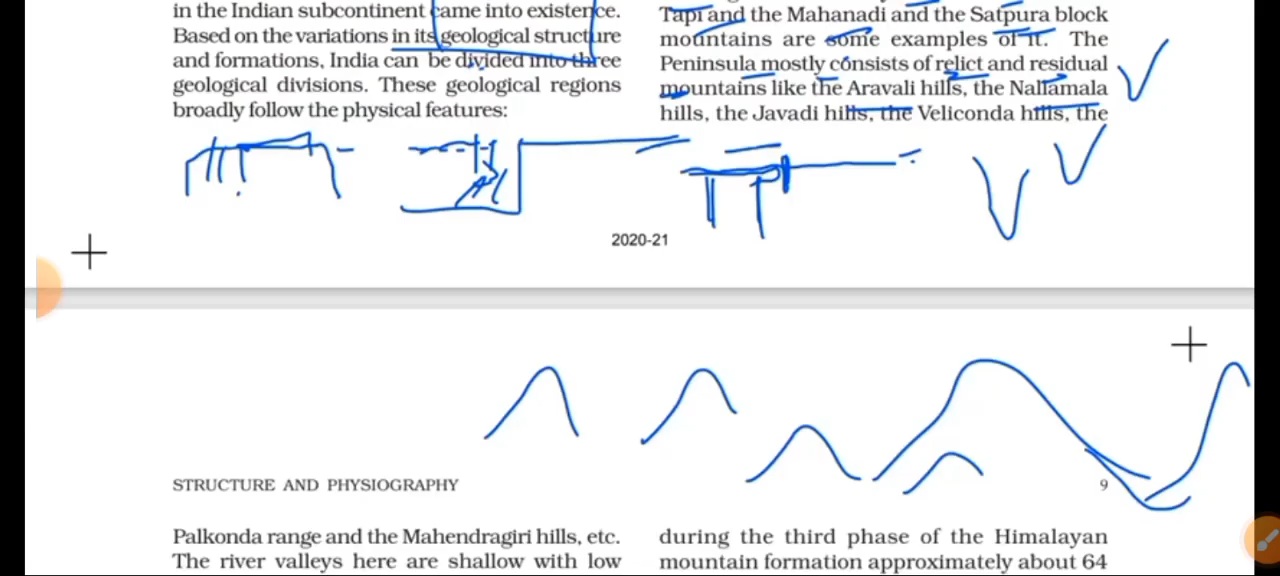 in the Indian subcontinent came into existence.
Based on the variations in its geological structure
and formations, India can be divided into three
geological divisions. These geological regions
broadly follow the physical features:
Tapi and the Mahanadi and the Satpura block
mountains are some examples of it. The
Peninsula mostly consists of relict and residual
mountains like the Aravali hills, the Nallamala
hills, the Javadi hills, the Veliconda hills, the
2020-21
STRUCTURE AND PHYSIOGRAPHY
9
Palkonda range and the Mahendragiri hills, etc.
The river valleys here are shallow with low
during the third phase of the Himalayan
mountain formation approximately about 64